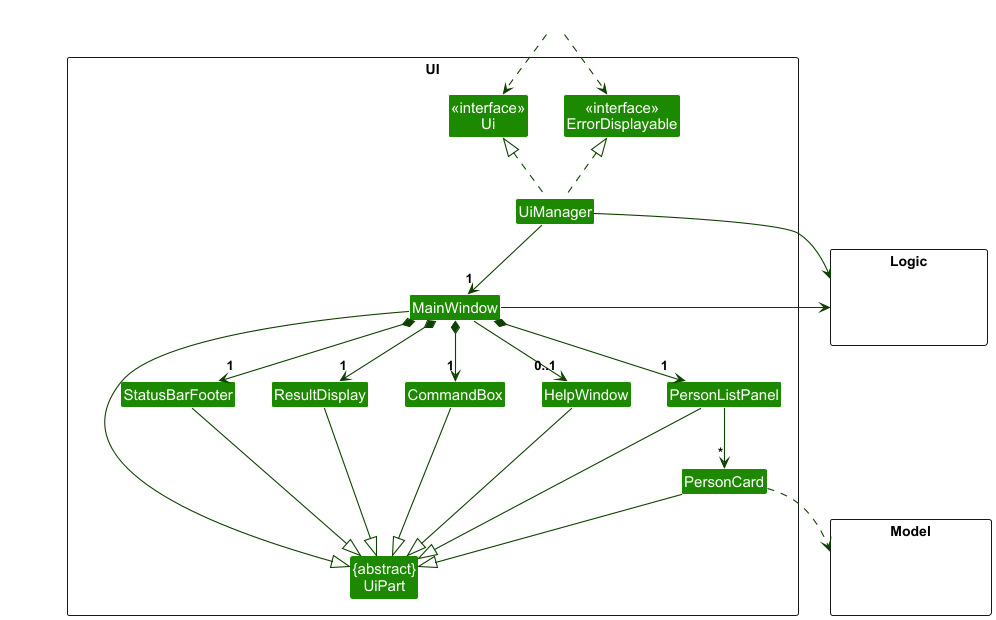 UI
«interface»
Ui
«interface»
ErrorDisplayable
UiManager
Logic
1
MainWindow
1
1
1
0..1
1
StatusBarFooter
ResultDisplay
CommandBox
HelpWindow
PersonListPanel
*
PersonCard
Model
{abstract}
UiPart